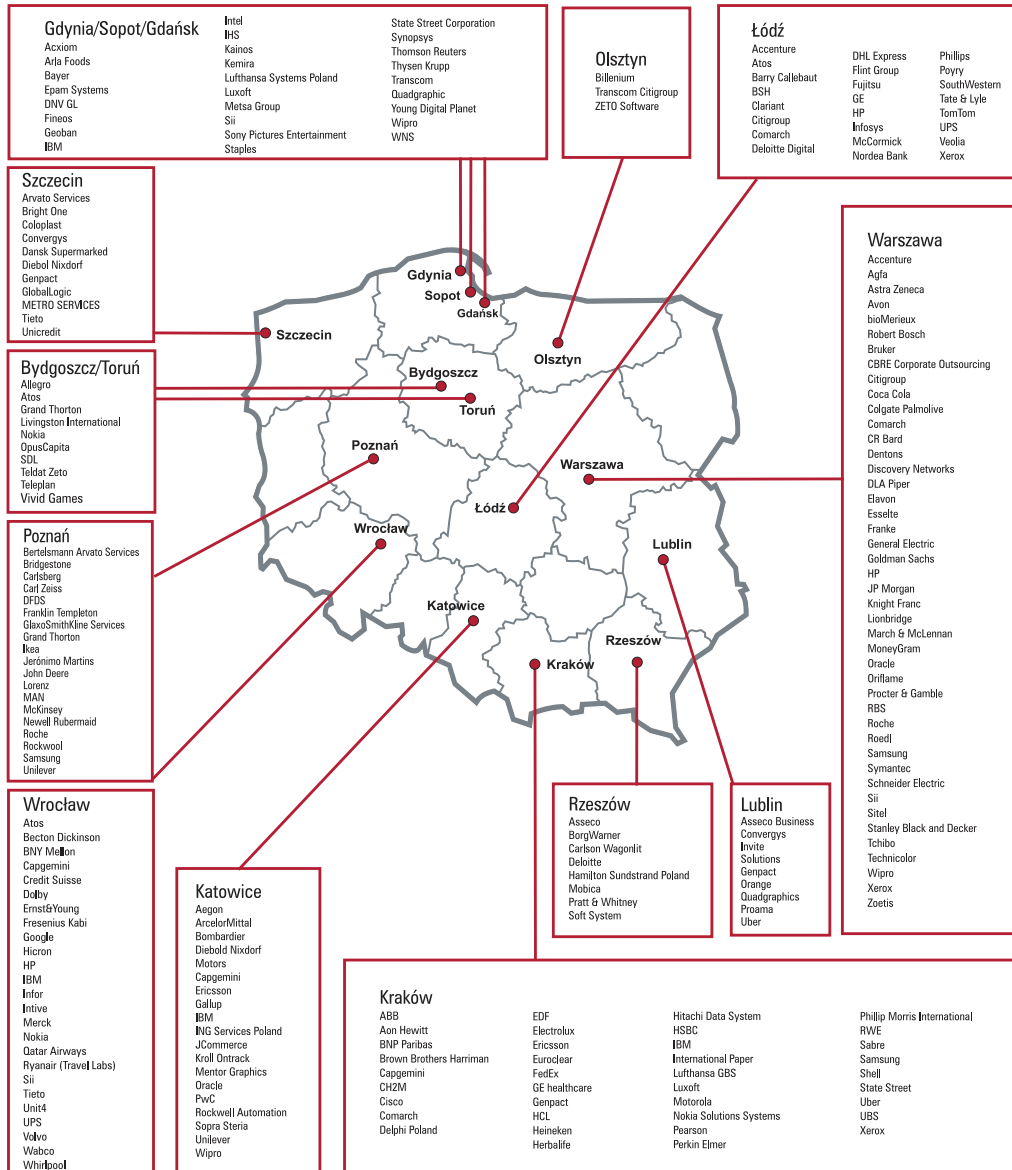 Gdynia/Sopot/Gdańsk
Acxiom
Arla Foods
Bayer
Epam Systems
DNV GL
Fineos
Geoban
IBM
Intel
IHS
Kainos
Kemira
Lufthansa Systems Poland
Luxoft
Metsa Group
Sii
Sony Pictures Entertainment
Staples
State Street Corporation
Synopsys
Thomson Reuters
Thysen Krupp
Transcom
Quadgraphic
Young Digital Planet
Wipro
WNS
Olsztyn
Billenium
Transcom Citigroup
ZETO Software
Łódź
Accenture
Atos
Barry Callebaut
BSH
Clariant
Citigroup
Comarch
Deloitte Digital
DHL Express
Flint Group
Fujitsu
GE
HP
Infosys
McCormick
Nordea Bank
Phillips
Poyry
SouthWestern
Tate & Lyle
TomTom
UPS
Veolia
Xerox
Szczecin
Arvato Services
Bright One
Coloplast
Convergys
Dansk Supermarked
Diebol Nixdorf
Genpact
GlobalLogic
METRO SERVICES
Tieto
Unicredit
Bydgoszcz/Toruń
Allegro
Atos
Grand Thorton
Livingston International
Nokia
OpusCapita
SDL
Teldat Zeto
Teleplan
Vivid Games
Poznań
Bertelsmann Arvato Services
Bridgestone
Carlsberg
Carl Zeiss
DFDS
Franklin Templeton
GlaxoSmithKline Services
Grand Thorton
Ikea
Jerónimo Martins
John Deere
Lorenz
MAN
McKinsey
Newell Rubermaid
Roche
Rockwool
Samsung
Unilever
Wrocław
Atos
Becton Dickinson
BNY Mellon
Capgemini
Credit Suisse
Dolby
Ernst&Young
Fresenius Kabi
Google
Hicron
HP
IBM
Infor
Intive
Merck
Nokia
Qatar Airways
Ryanair (Travel Labs)
Sii
Tieto
Unit4
UPS
Volvo
Wabco
Whirlpool
Gdynia
Sopot
Gdańsk
Szczecin
Olsztyn
Bydgoszcz
Toruń
Poznań
Warszawa
Łódź
Wrocław
Lublin
Katowice
Rzeszów
Kraków
Warszawa
Accenture
Agfa
Astra Zeneca
Avon
bioMerieux
Robert Bosch
Bruker
CBRE Corporate Outsourcing
Citigroup
Coca Cola
Colgate Palmolive
Comarch
CR Bard
Dentons
Discovery Networks
DLA Piper
Elavon
Esselte
Franke
General Electric
Goldman Sachs
HP
JP Morgan
Knight Franc
Lionbridge
March & McLennan
MoneyGram
Oracle
Oriflame
Procter & Gamble
RBS
Roche
Roedl
Samsung
Symantec
Schneider Electric
Sii
Sitel
Stanley Black and Decker
Tchibo
Technicolor
Wipro
Xerox
Zoetis
Katowice
Aegon
ArcelorMittal
Bombardier
Diebold Nixdorf
Motors
Capgemini
Ericsson
Gallup
IBM
ING Services Poland
JCommerce
Kroll Ontrack
Mentor Graphics
Oracle
PwC
Rockwell Automation
Sopra Steria
Unilever
Wipro
Rzeszów
Asseco
BorgWarner
Carlson Wagonlit
Deloitte
Hamilton Sundstrand Poland
Mobica
Pratt & Whitney
Soft System
Lublin
Asseco Business
Convergys
Invite
Solutions
Genpact
Orange
Quadgraphics
Proama
Uber
Kraków
ABB
Aon Hewitt
BNP Paribas
Brown Brothers Harriman
Capgemini
CH2M
Cisco
Comarch
Delphi Poland
EDF
Electrolux
Ericsson
Euroclear
FedEx
GE healthcare
Genpact
HCL
Heineken
Herbalife
Hitachi Data System
HSBC
IBM
International Paper
Lufthansa GBS
Luxoft
Motorola
Nokia Solutions Systems
Pearson
Perkin Elmer
Phillip Morris International
RWE
Sabre
Samsung
Shell
State Street
Uber
UBS
Xerox